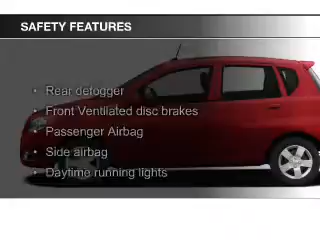 SAFETY FEATURES
• Rear defogger
• Front Ventilated disc brakes
• Passenger Airbag
• Side airbag
• Daytime running lights